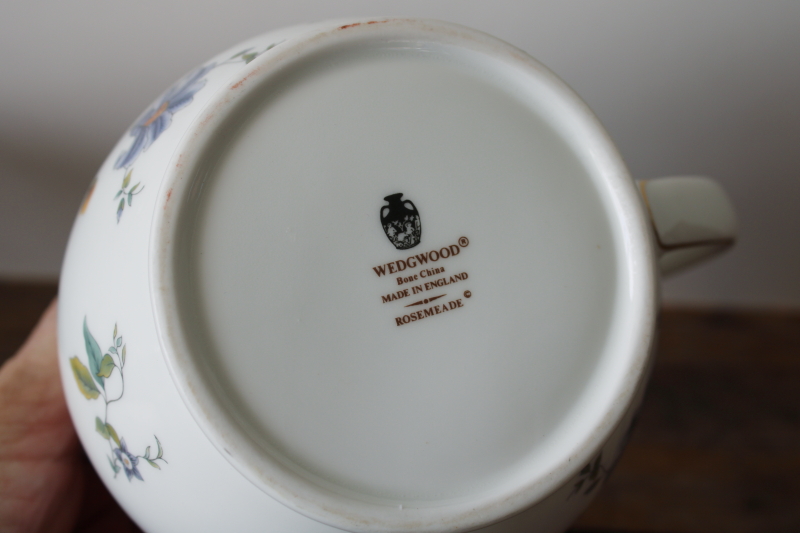 WEDGWOOD®
Bone China
MADE IN ENGLAND
ROSEMEADE ©